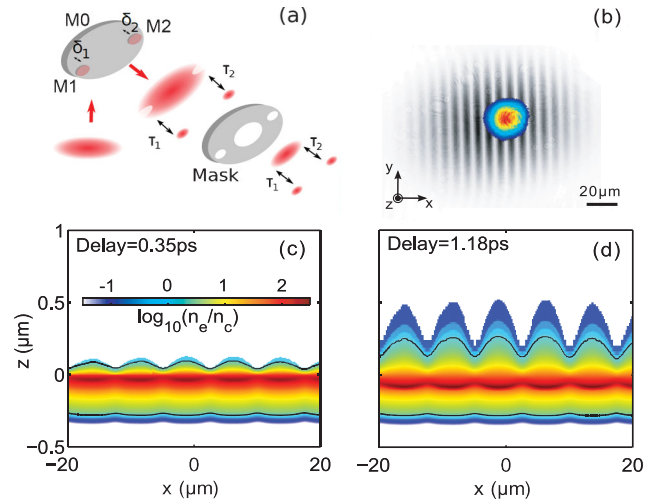 (a)
M0
δ₂
M2
δ₁
M1
τ₂
τ₁
τ₂
τ₁
Mask
(b)
y
z
x
20μm
Delay=0.35ps
(c)
-1
0
1
2
log₁₀(nₑ/n꜀)
1
0.5
0
−0.5
z (μm)
−20
0
20
x (μm)
Delay=1.18ps
(d)
−20
0
20
x (μm)